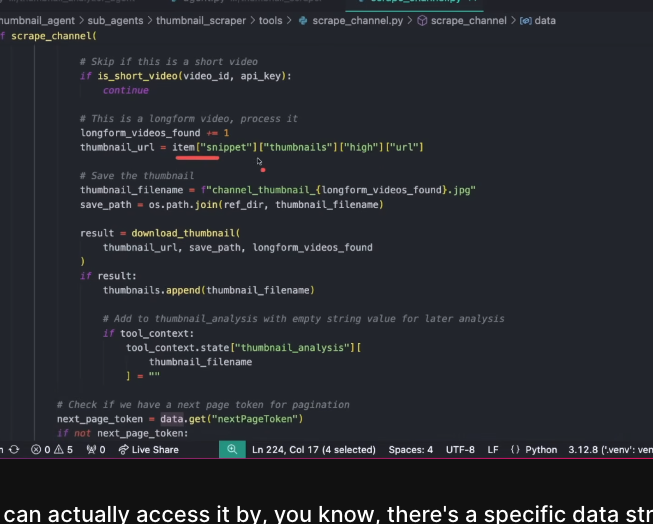 humbnail_agent > sub_agents > thumbnail_scraper > tools > scrape_channel.py > scrape_channel > data
f scrape_channel(
# Skip if this is a short video
if is_short_video(video_id, api_key):
continue
# This is a longform video, process it
longform_videos_found += 1
thumbnail_url = item["snippet"]["thumbnails"]["high"]["url"]
# Save the thumbnail
thumbnail_filename = f"channel_thumbnail_{longform_videos_found}.jpg"
save_path = os.path.join(ref_dir, thumbnail_filename)
result = download_thumbnail(
thumbnail_url, save_path, longform_videos_found
)
if result:
thumbnails.append(thumbnail_filename)
# Add to thumbnail_analysis with empty string value for later analysis
if tool_context:
tool_context.state["thumbnail_analysis"][
thumbnail_filename
] = ""
# Check if we have a next page token for pagination
next_page_token = data.get("nextPageToken")
if not next_page_token:
n 0 5 0 Live Share Ln 224, Col 17 (4 selected) Spaces: 4 UTF-8 LF {} Python 3.12.8 ('.venv': ven
can actually access it by, you know, there's a specific data str